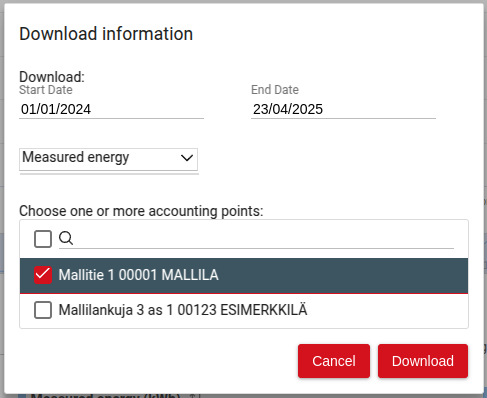 Download information
Download:
Start Date End Date
01/01/2024 23/04/2025
Measured energy
Choose one or more accounting points:
Mallitie 1 00001 MALLILA
Mallilankuja 3 as 1 00123 ESIMERKKILÄ
Cancel Download
Measured energy (kWh)